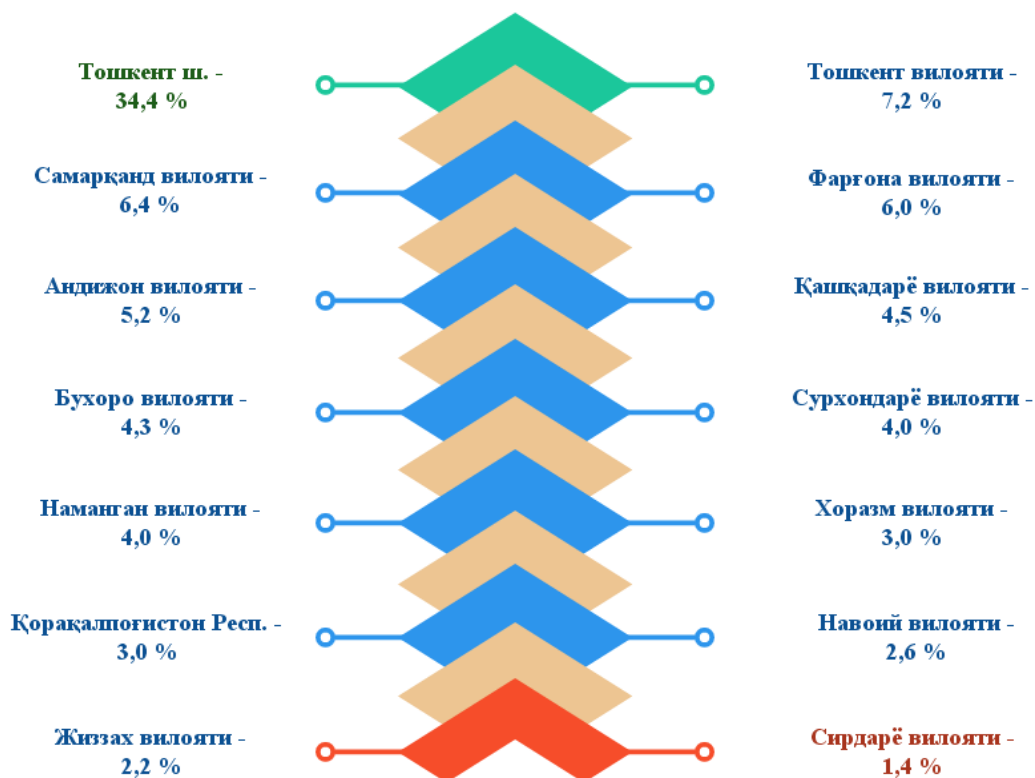 Тошкент ш. -
34,4 %
Тошкент вилояти -
7,2 %
Самарқанд вилояти -
6,4 %
Фарғона вилояти -
6,0 %
Андижон вилояти -
5,2 %
Қашқадарё вилояти -
4,5 %
Бухоро вилояти -
4,3 %
Сурхондарё вилояти -
4,0 %
Наманган вилояти -
4,0 %
Хоразм вилояти -
3,0 %
Қорақалпоғистон Респ. -
3,0 %
Навоий вилояти -
2,6 %
Жиззах вилояти -
2,2 %
Сирдарё вилояти -
1,4 %